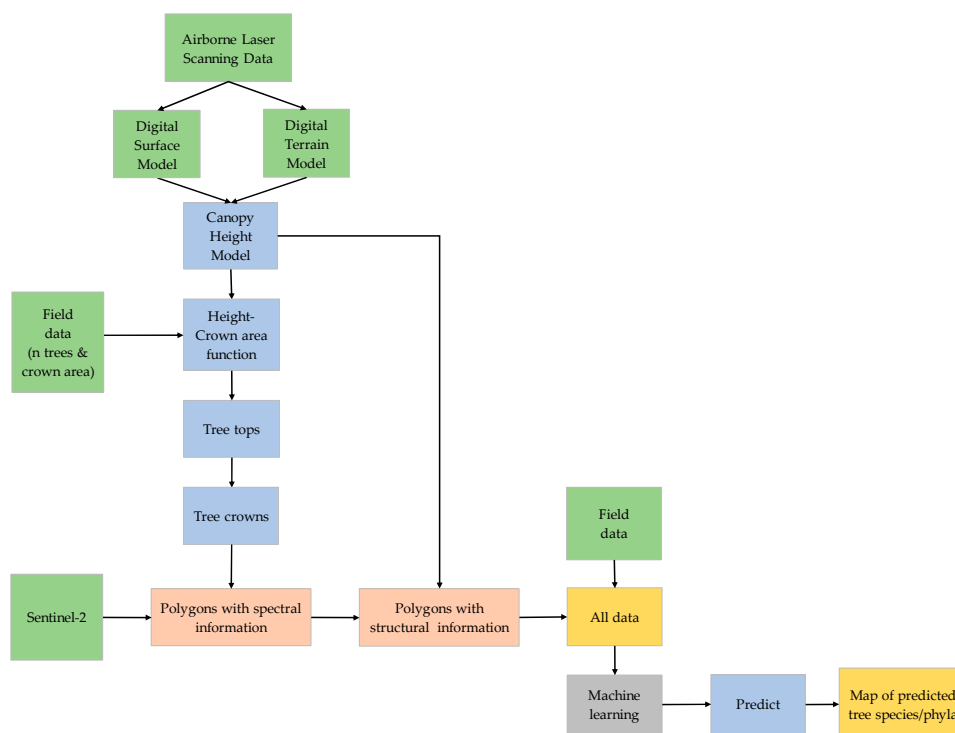 Airborne Laser
Scanning Data
Digital
Surface
Model
Digital
Terrain
Model
Canopy
Height
Model
Field
data
(n trees &
crown area)
Height-
Crown area
function
Tree tops
Tree crowns
Field
data
Sentinel-2
Polygons with spectral
information
Polygons with
structural information
All data
Machine
learning
Predict
Map of predicted
tree species/phyla